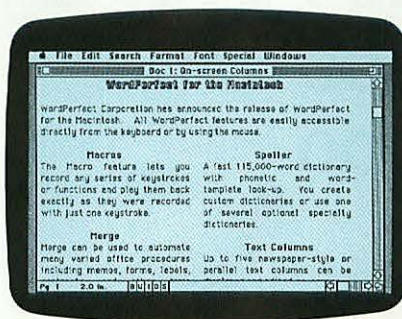 File Edit Search Format Font Special Windows
Doc 1: On-screen Columns
WordPerfect for the Macintosh
WordPerfect Corporation has announced the release of WordPerfect
for the Macintosh. All WordPerfect features are easily accessible
directly from the keyboard or by using the mouse.
Macros
The Macro feature lets you
record any series of keystrokes
or functions and play them back
exactly as they were recorded
with just one keystroke.
Merge
Merge can be used to automate
many varied office procedures
including memos, forms, labels,
Speller
A fast 115,000-word dictionary
with phonetic and word-
template look-up. You create
custom dictionaries or use one
of several optional specialty
dictionaries.
Text Columns
Up to five newspaper-style or
parallel text columns can be
Pg 1 2.0 in. B U I O S